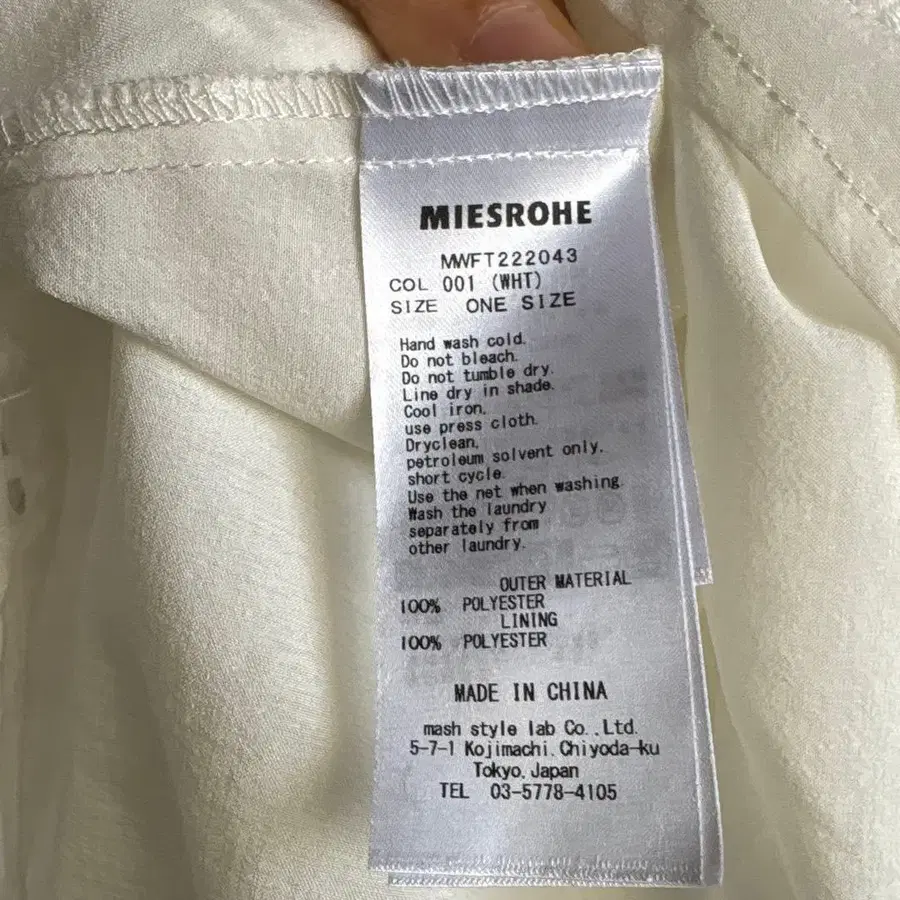 MIESROHE
MWFT222043
COL 001 (WHT)
SIZE ONE SIZE
Hand wash cold.
Do not bleach.
Do not tumble dry.
Line dry in shade.
Cool iron.
use press cloth.
Dryclean.
petroleum solvent only.
short cycle.
Use the net when washing.
Wash the laundry
separately from
other laundry.
OUTER MATERIAL
100% POLYESTER
LINING
100% POLYESTER
MADE IN CHINA
mash style lab Co.,Ltd.
5-7-1 Kojimachi.Chiyoda-ku
Tokyo.Japan
TEL 03-5778-4105